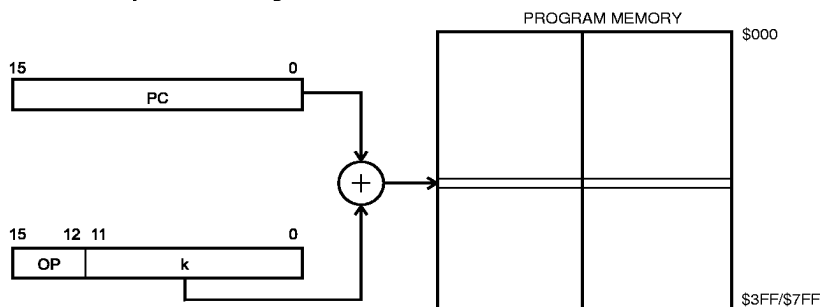 PROGRAM MEMORY
$000
15 0
PC
+
15 12 11 0
OP k
$3FF/$7FF